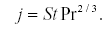 j = St Pr^{2/3}.